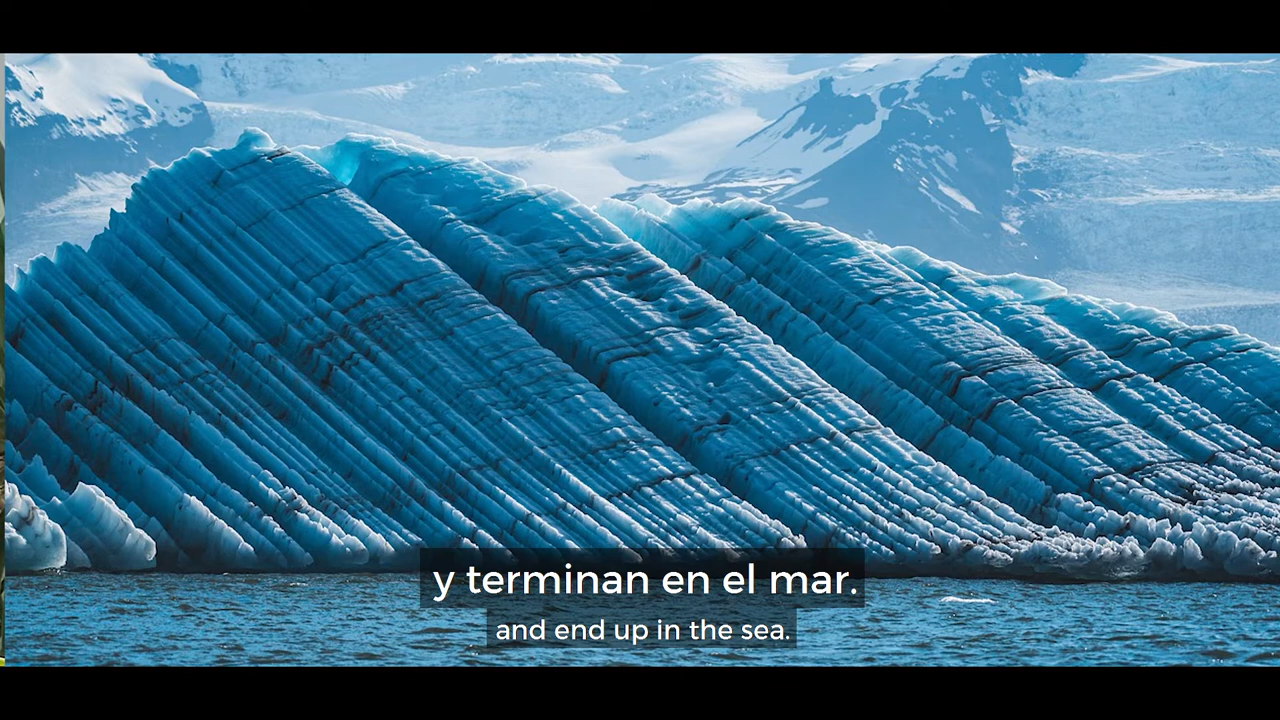 y terminan en el mar.
and end up in the sea.